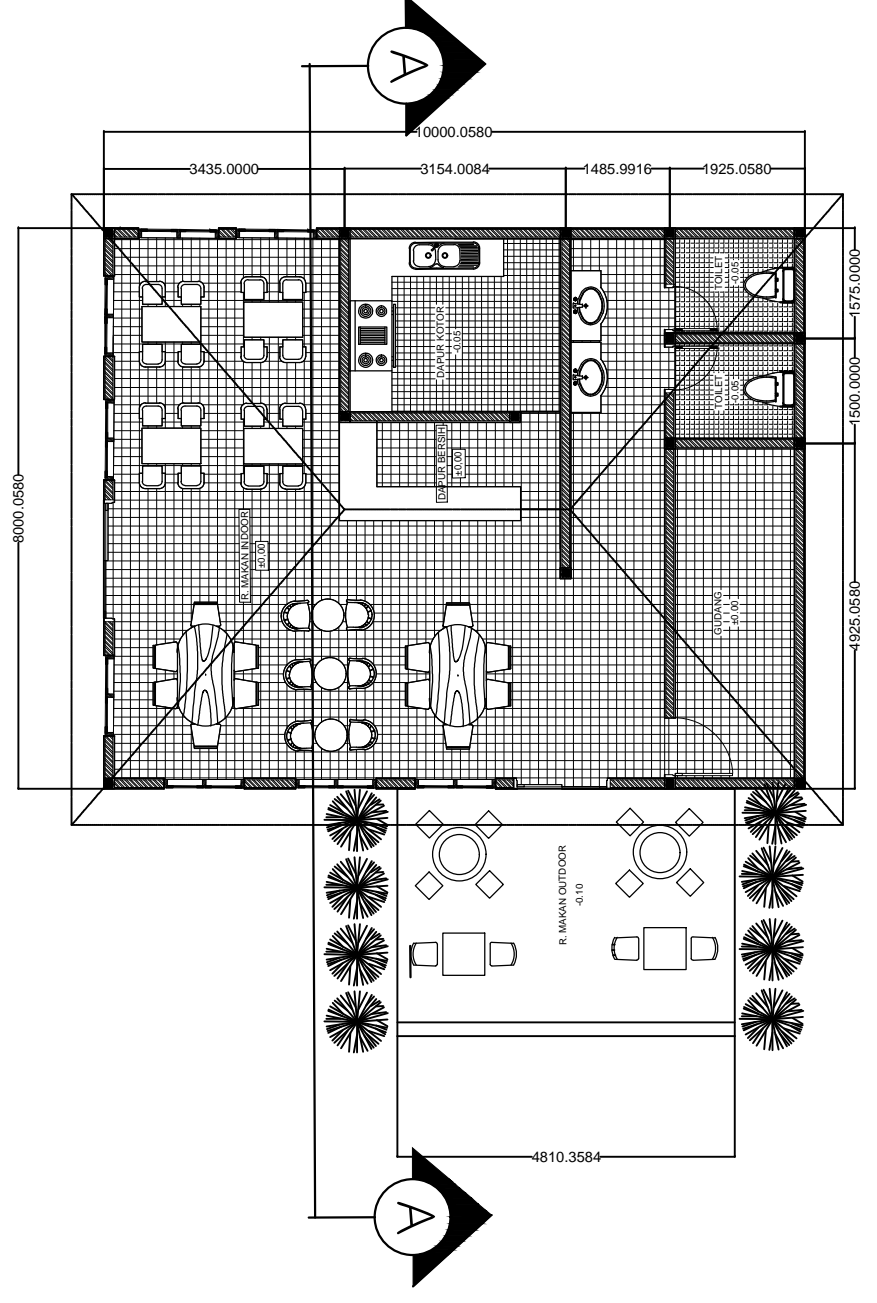 A
10000.0580
3435.0000
3154.0084
1485.9916
1925.0580
8000.0580
1575.0000
1500.0000
4925.0580
TOILET
-0.05
DAPUR KOTOR
-0.05
TOILET
-0.05
DAPUR BERSIH
±0.00
R. MAKAN INDOOR
±0.00
GUDANG
±0.00
R. MAKAN OUTDOOR
-0.10
4810.3584
A